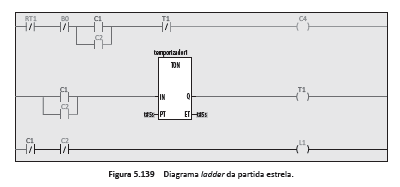 RT1 B0 C1 T1 C4
C2
temporizador1
TON
C1 IN Q T1
C2
t#5s PT ET t#5s
C1 C2 L1
Figura 5.139 Diagrama ladder da partida estrela.